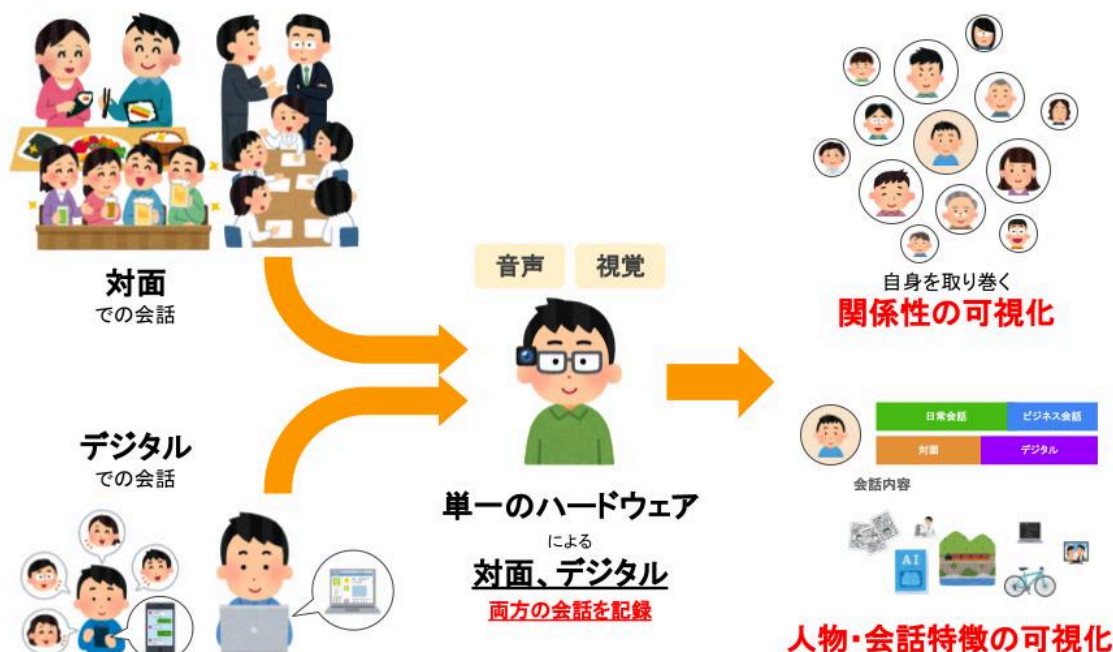 対面
での会話
デジタル
での会話
音声
視覚
単一のハードウェア
による
対面、デジタル
両方の会話を記録
自身を取り巻く
関係性の可視化
日常会話
ビジネス会話
対面
デジタル
会話内容
AI
人物・会話特徴の可視化